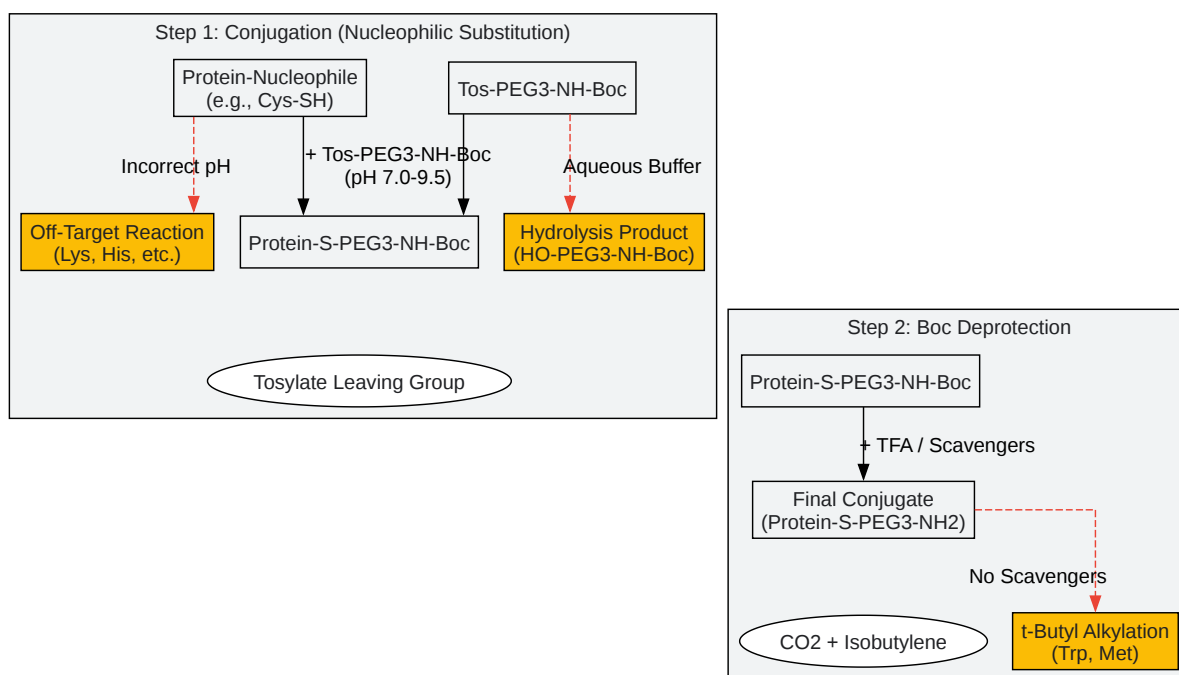 Step 1: Conjugation (Nucleophilic Substitution)
Protein-Nucleophile
(e.g., Cys-SH)
Tos-PEG3-NH-Boc
Incorrect pH
+ Tos-PEG3-NH-Boc
(pH 7.0-9.5)
Aqueous Buffer
Off-Target Reaction
(Lys, His, etc.)
Protein-S-PEG3-NH-Boc
Hydrolysis Product
(HO-PEG3-NH-Boc)
Tosylate Leaving Group
Step 2: Boc Deprotection
Protein-S-PEG3-NH-Boc
+ TFA / Scavengers
Final Conjugate
(Protein-S-PEG3-NH2)
No Scavengers
CO2 + Isobutylene
t-Butyl Alkylation
(Trp, Met)